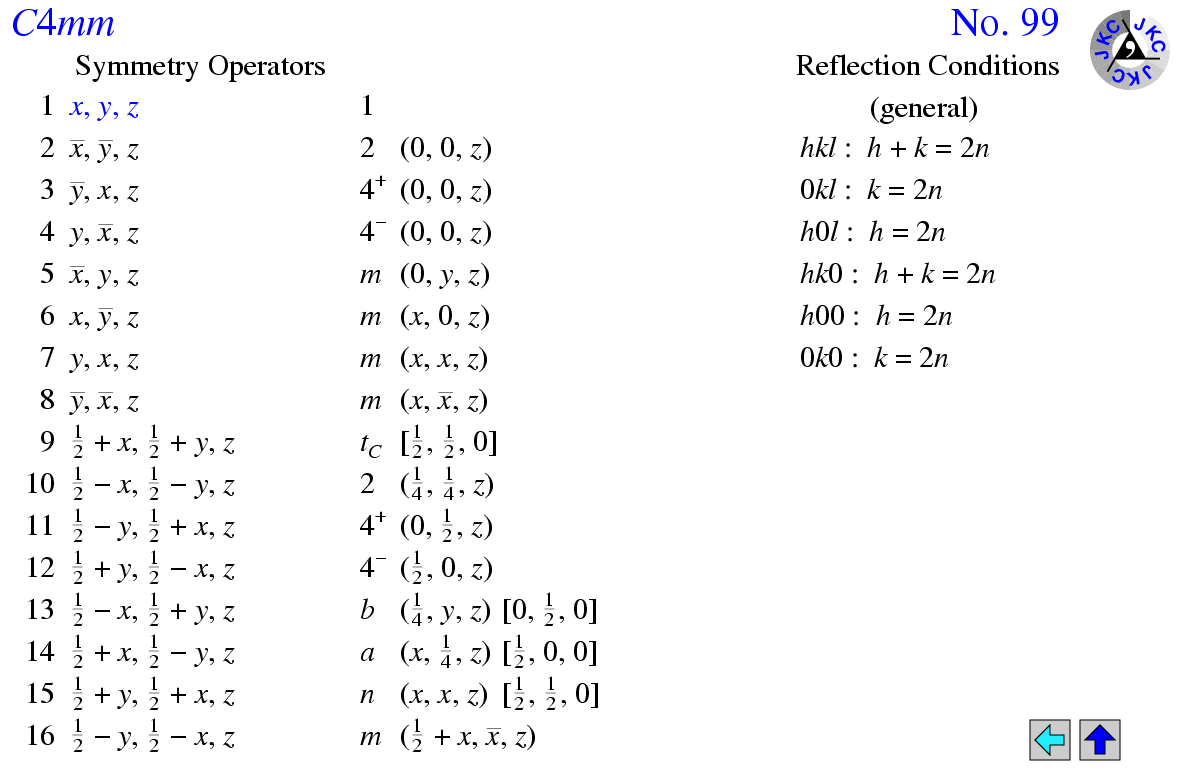 C4mm No. 99
Symmetry Operators Reflection Conditions
1 x, y, z 1 (general)
2 x̅, y̅, z 2 (0, 0, z) hkl : h + k = 2n
3 y̅, x, z 4⁺ (0, 0, z) 0kl : k = 2n
4 y, x̅, z 4⁻ (0, 0, z) h0l : h = 2n
5 x̅, y, z m (0, y, z) hk0 : h + k = 2n
6 x, y̅, z m (x, 0, z) h00 : h = 2n
7 y, x, z m (x, x, z) 0k0 : k = 2n
8 y̅, x̅, z m (x, x̅, z)
9 ½ + x, ½ + y, z t_C [½, ½, 0]
10 ½ − x, ½ − y, z 2 (¼, ¼, z)
11 ½ − y, ½ + x, z 4⁺ (0, ½, z)
12 ½ + y, ½ − x, z 4⁻ (½, 0, z)
13 ½ − x, ½ + y, z b (¼, y, z) [0, ½, 0]
14 ½ + x, ½ − y, z a (x, ¼, z) [½, 0, 0]
15 ½ + y, ½ + x, z n (x, x, z) [½, ½, 0]
16 ½ − y, ½ − x, z m (½ + x, x̅, z)
JKC
JKC
JKC